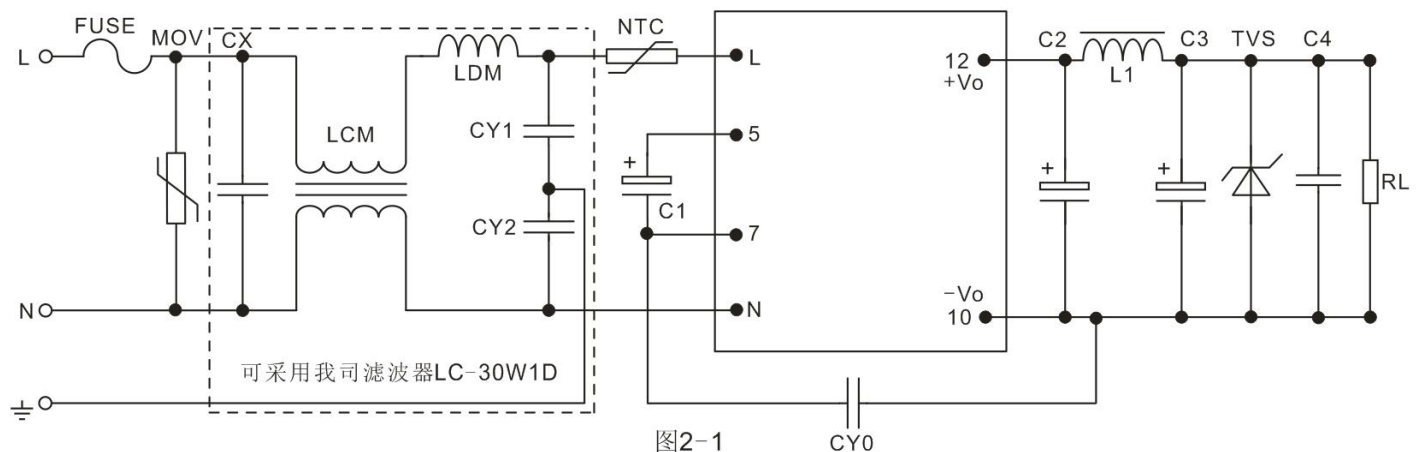 FUSE
MOV
CX
NTC
L
LDM
L
12
+Vo
C2
L1
C3
TVS
C4
CY1
5
LCM
+
C1
+
+
RL
CY2
7
N
N
-Vo
10
可采用我司滤波器LC-30W1D
图2-1
CY0